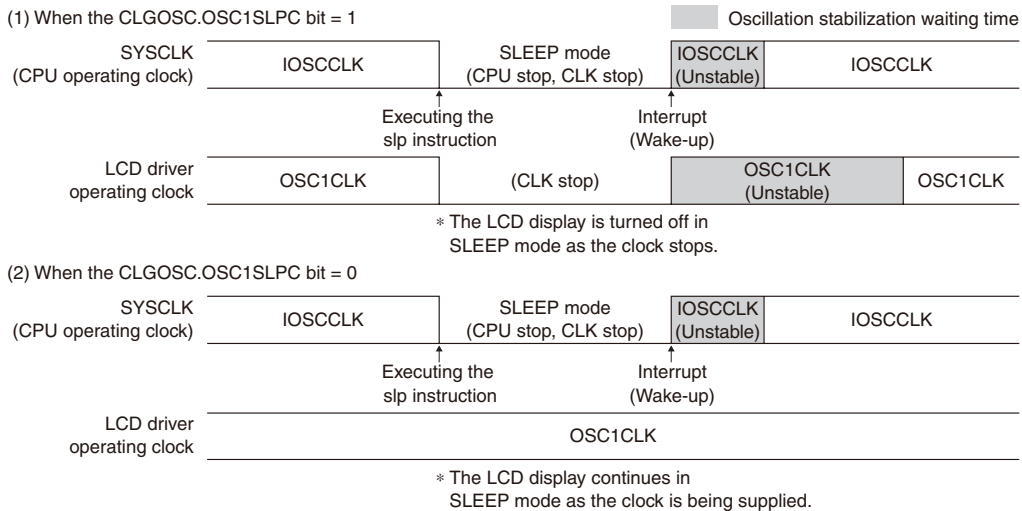 (1) When the CLGOSC.OSC1SLPC bit = 1
Oscillation stabilization waiting time
SYSCLK
(CPU operating clock)
IOSCCLK
SLEEP mode
(CPU stop, CLK stop)
IOSCCLK
(Unstable)
IOSCCLK
Executing the
slp instruction
Interrupt
(Wake-up)
LCD driver
operating clock
OSC1CLK
(CLK stop)
OSC1CLK
(Unstable)
OSC1CLK
* The LCD display is turned off in
SLEEP mode as the clock stops.
(2) When the CLGOSC.OSC1SLPC bit = 0
SYSCLK
(CPU operating clock)
IOSCCLK
SLEEP mode
(CPU stop, CLK stop)
IOSCCLK
(Unstable)
IOSCCLK
Executing the
slp instruction
Interrupt
(Wake-up)
LCD driver
operating clock
OSC1CLK
* The LCD display continues in
SLEEP mode as the clock is being supplied.